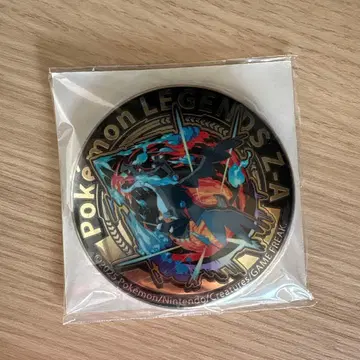 Pokémon LEGENDS Z-A
©2025 Pokémon/Nintendo/Creatures/GAME FREAK